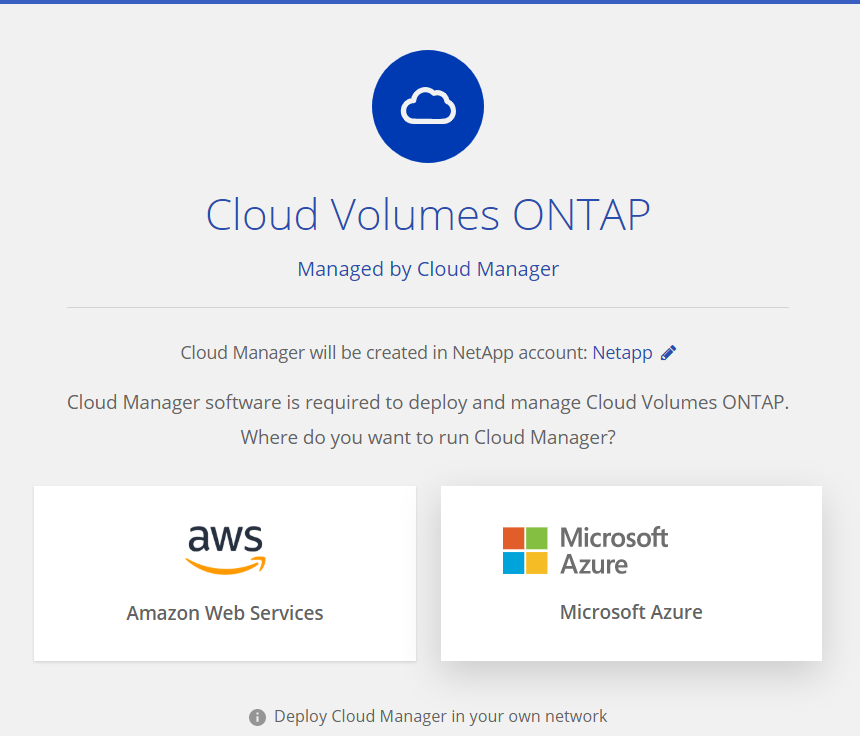 Cloud Volumes ONTAP
Managed by Cloud Manager
Cloud Manager will be created in NetApp account: Netapp
Cloud Manager software is required to deploy and manage Cloud Volumes ONTAP.
Where do you want to run Cloud Manager?
aws
Amazon Web Services
Microsoft
Azure
Microsoft Azure
Deploy Cloud Manager in your own network